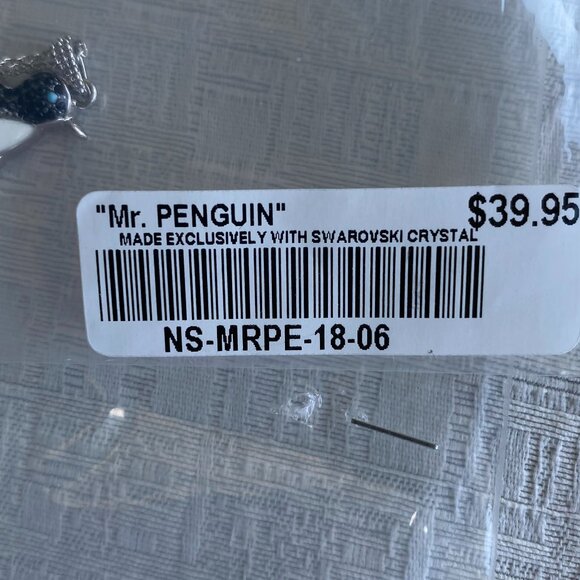 "Mr. PENGUIN" $39.95
MADE EXCLUSIVELY WITH SWAROVSKI CRYSTAL
NS-MRPE-18-06